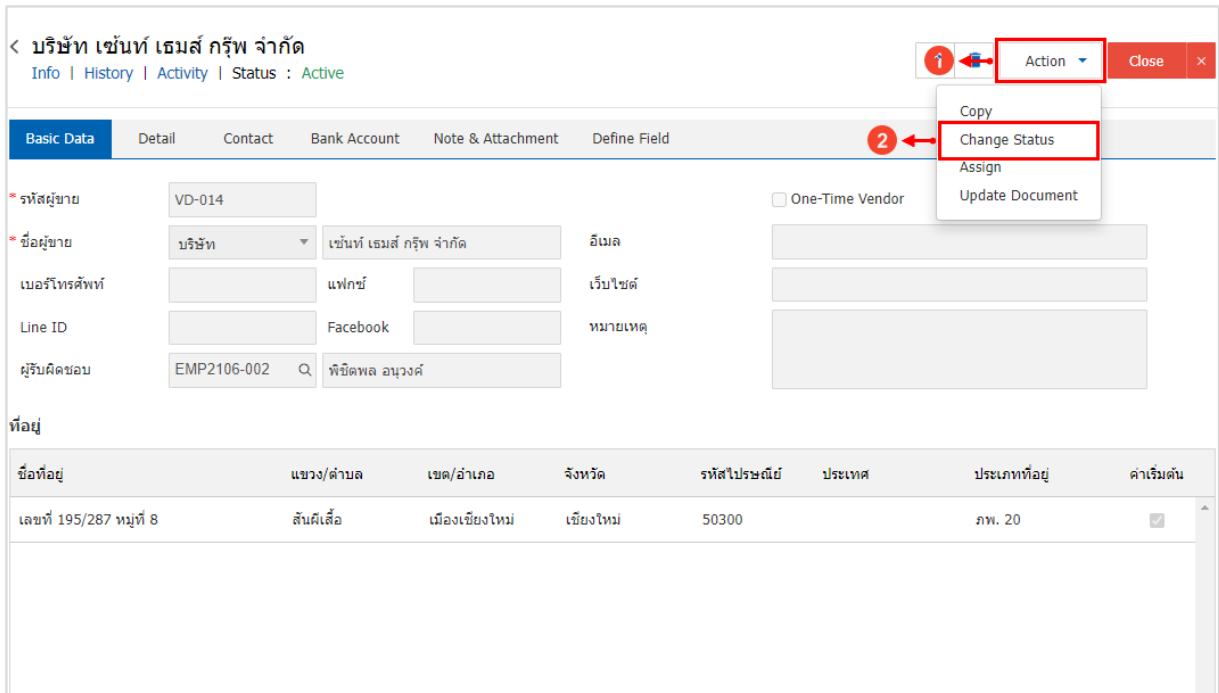 < บริษัท เซ้นท์ เธมส์ กรุ๊พ จำกัด
Info | History | Activity | Status : Active
1 Action Close ×
Copy
2 Change Status
Assign
Update Document
Basic Data Detail Contact Bank Account Note & Attachment Define Field
* รหัสผู้ขาย VD-014 One-Time Vendor
* ชื่อผู้ขาย บริษัท เซ้นท์ เธมส์ กรุ๊พ จำกัด อีเมล
เบอร์โทรศัพท์ แฟกซ์ เว็บไซต์
Line ID Facebook หมายเหตุ
ผู้รับผิดชอบ EMP2106-002 พิชิตพล อนุวงศ์
ที่อยู่
ชื่อที่อยู่ แขวง/ตำบล เขต/อำเภอ จังหวัด รหัสไปรษณีย์ ประเทศ ประเภทที่อยู่ ค่าเริ่มต้น
เลขที่ 195/287 หมู่ที่ 8 สันผีเสื้อ เมืองเชียงใหม่ เชียงใหม่ 50300 ภพ. 20